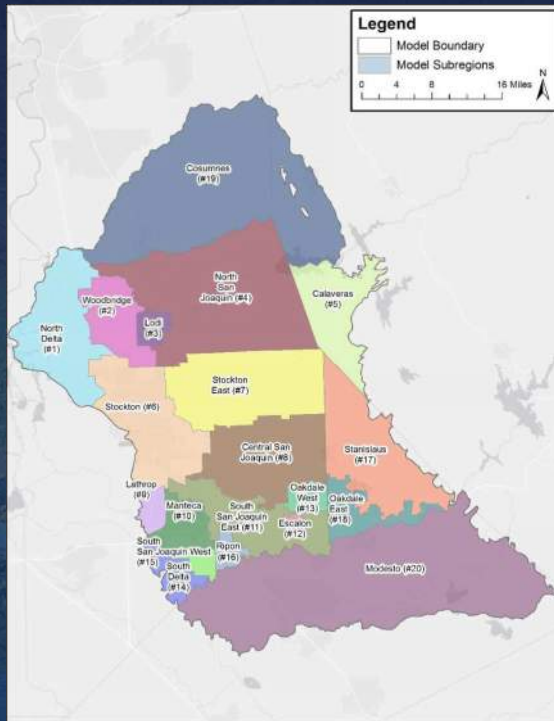 Legend
Model Boundary
Model Subregions
0 4 8 16 Miles
N
Cosumnes
(#19)
North
San
Joaquin (#4)
Calaveras
(#5)
Woodbridge
(#2)
Lodi
(#3)
North
Delta
(#1)
Stockton
East (#7)
Stockton (#6)
Central San
Joaquin (#8)
Stanislaus
(#17)
Lathrop
(#9)
Manteca
(#10)
South
San Joaquin
East (#11)
Oakdale
West
(#13)
Oakdale
East
(#18)
Escalon
(#12)
South
San Joaquin West
(#15)
Ripon
(#16)
South
Delta
(#14)
Modesto (#20)